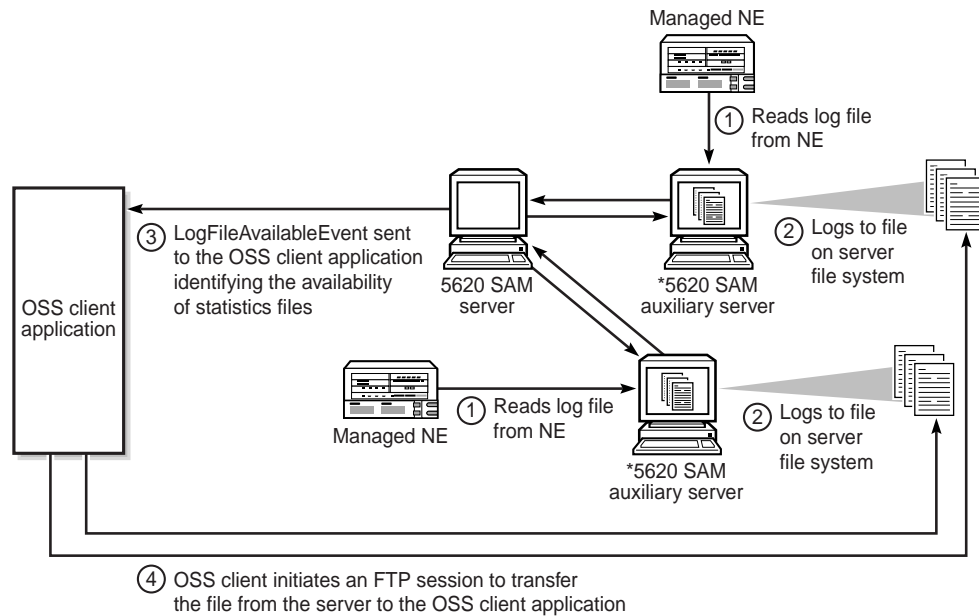 Managed NE
1 Reads log file
from NE
2 Logs to file
on server
file system
3 LogFileAvailableEvent sent
to the OSS client application
identifying the availability
of statistics files
5620 SAM
server
*5620 SAM
auxiliary server
OSS client
application
Managed NE
1 Reads log file
from NE
*5620 SAM
auxiliary server
2 Logs to file
on server
file system
4 OSS client initiates an FTP session to transfer
the file from the server to the OSS client application